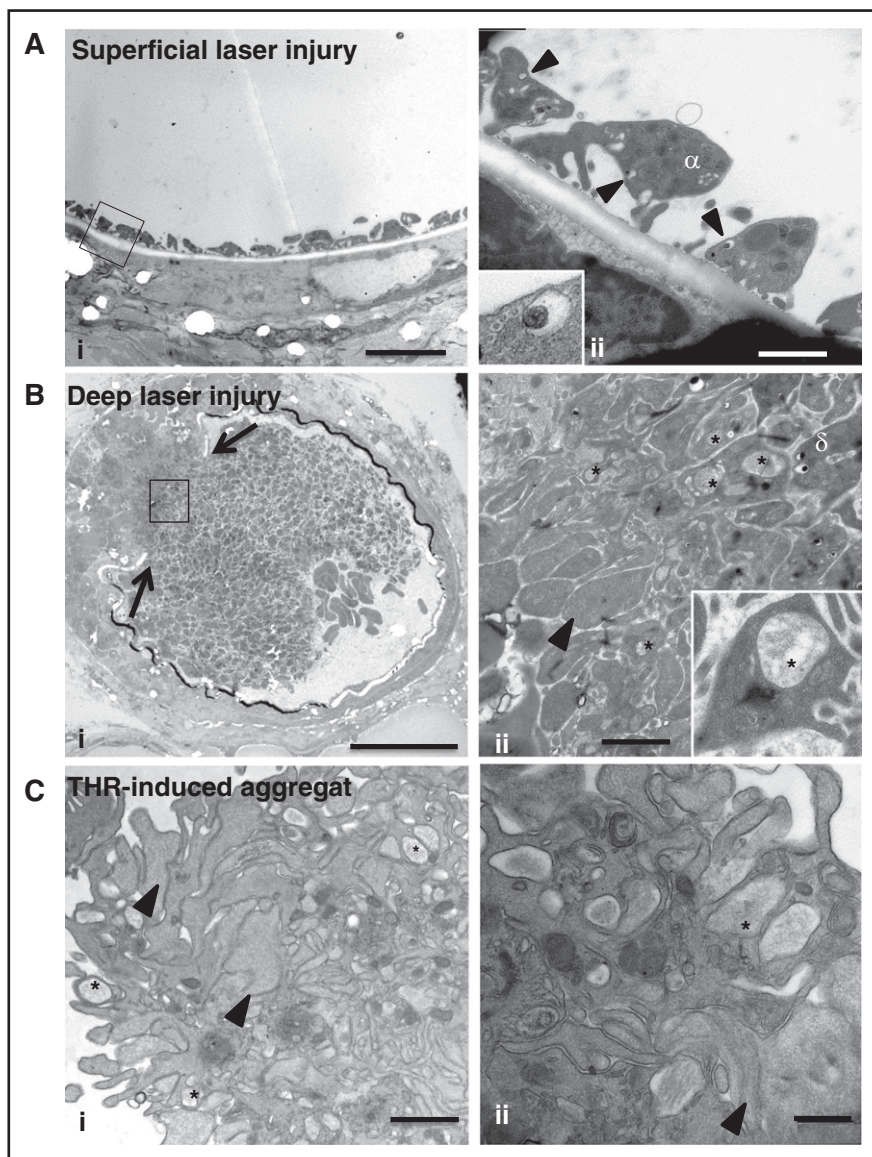 A Superficial laser injury
i
α
ii
B Deep laser injury
i
δ
* * * *
*
*
ii
C THR-induced aggregat
*
*
*
i
*
ii